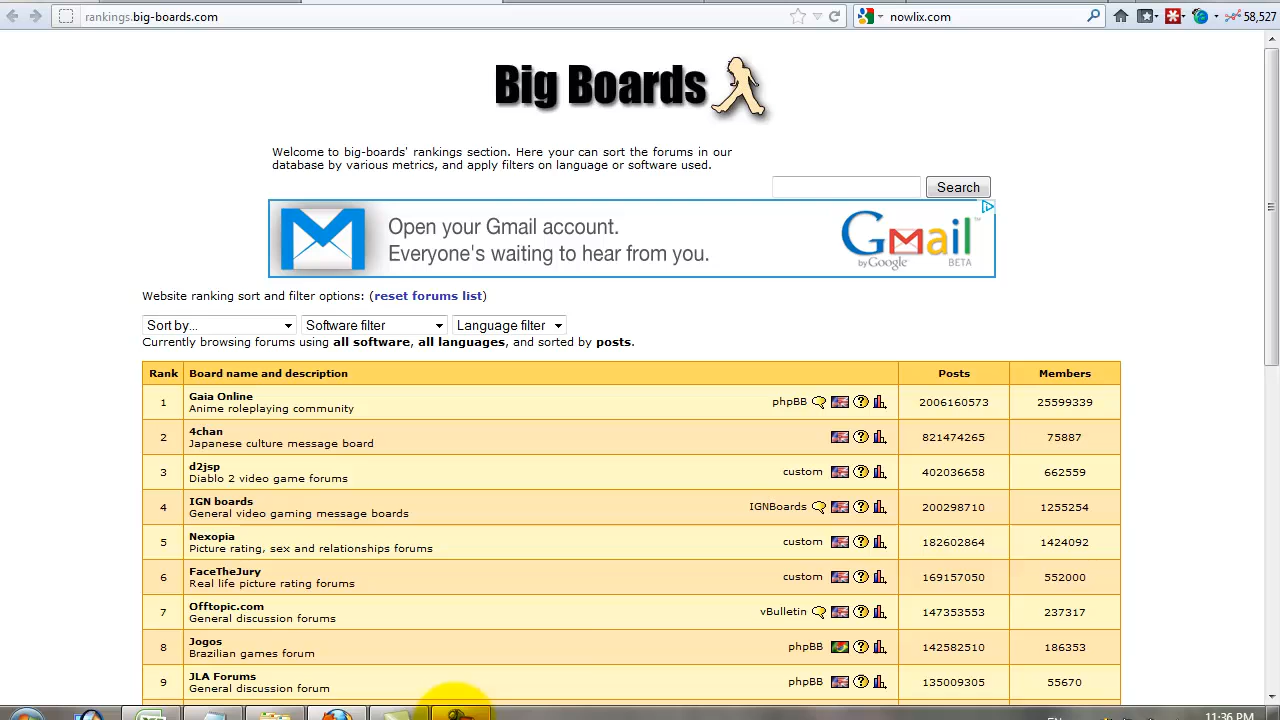 rankings.big-boards.com
nowlix.com
58,527
Big Boards
Welcome to big-boards' rankings section. Here your can sort the forums in our
database by various metrics, and apply filters on language or software used.
Search
Open your Gmail account.
Everyone's waiting to hear from you.
Gmail
by Google
BETA
Website ranking sort and filter options: (reset forums list)
Sort by... Software filter Language filter
Currently browsing forums using all software, all languages, and sorted by posts.
Rank Board name and description Posts Members
1 Gaia Online phpBB 2006160573 25599339
Anime roleplaying community
2 4chan 821474265 75887
Japanese culture message board
3 d2jsp custom 402036658 662559
Diablo 2 video game forums
4 IGN boards IGNBoards 200298710 1255254
General video gaming message boards
5 Nexopia custom 182602864 1424092
Picture rating, sex and relationships forums
6 FaceTheJury custom 169157050 552000
Real life picture rating forums
7 Offtopic.com vBulletin 147353553 237317
General discussion forums
8 Jogos phpBB 142582510 186353
Brazilian games forum
9 JLA Forums phpBB 135009305 55670
General discussion forum
11:36 PM